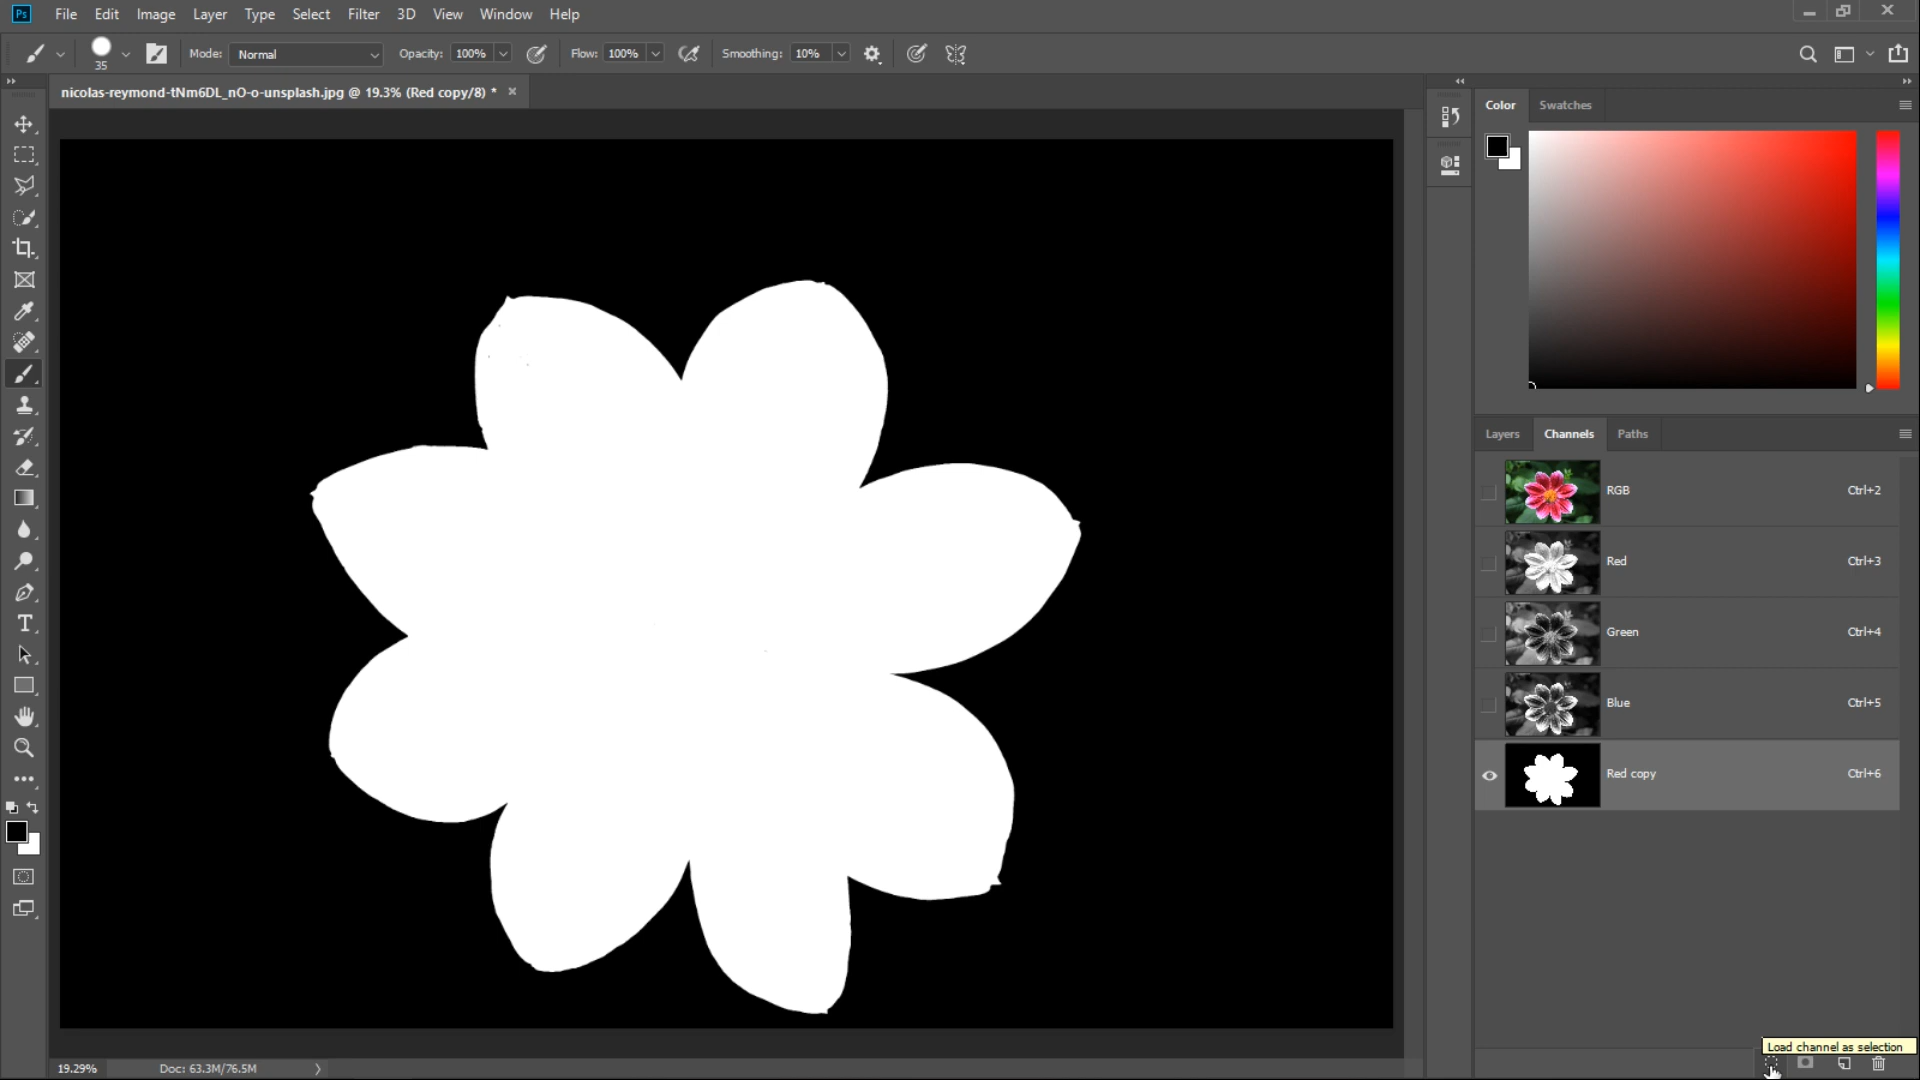 Ps File Edit Image Layer Type Select Filter 3D View Window Help
35 Mode: Normal Opacity: 100% Flow: 100% Smoothing: 10%
nicolas-reymond-tNm6DL_nO-o-unsplash.jpg @ 19.3% (Red copy/8) *
Color Swatches
Layers Channels Paths
RGB Ctrl+2
Red Ctrl+3
Green Ctrl+4
Blue Ctrl+5
Red copy Ctrl+6
Load channel as selection
19.29% Doc: 63.3M/76.5M